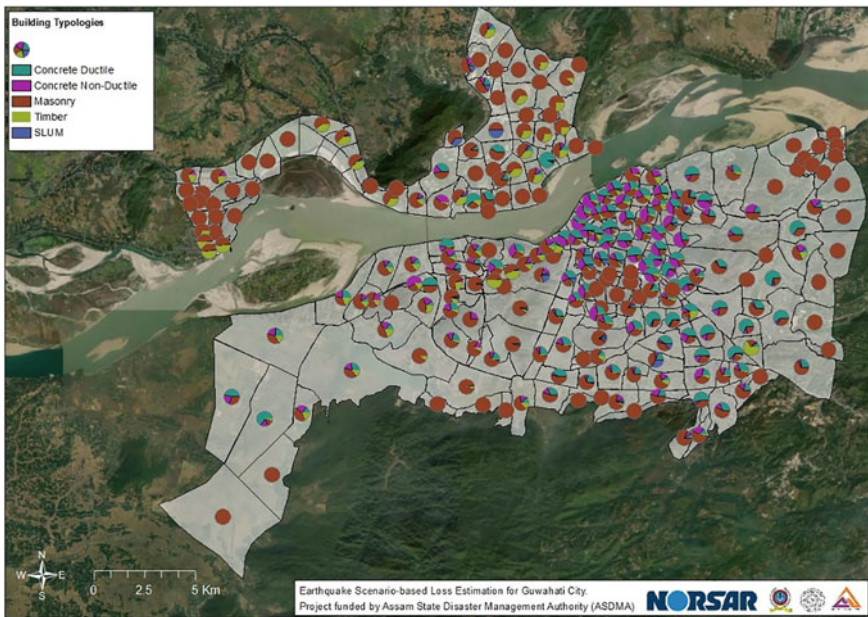 Building Typologies
Concrete Ductile
Concrete Non-Ductile
Masonry
Timber
SLUM
N
W E
S
0 2.5 5 Km
Earthquake Scenario-based Loss Estimation for Guwahati City.
Project funded by Assam State Disaster Management Authority (ASDMA)
NORSAR